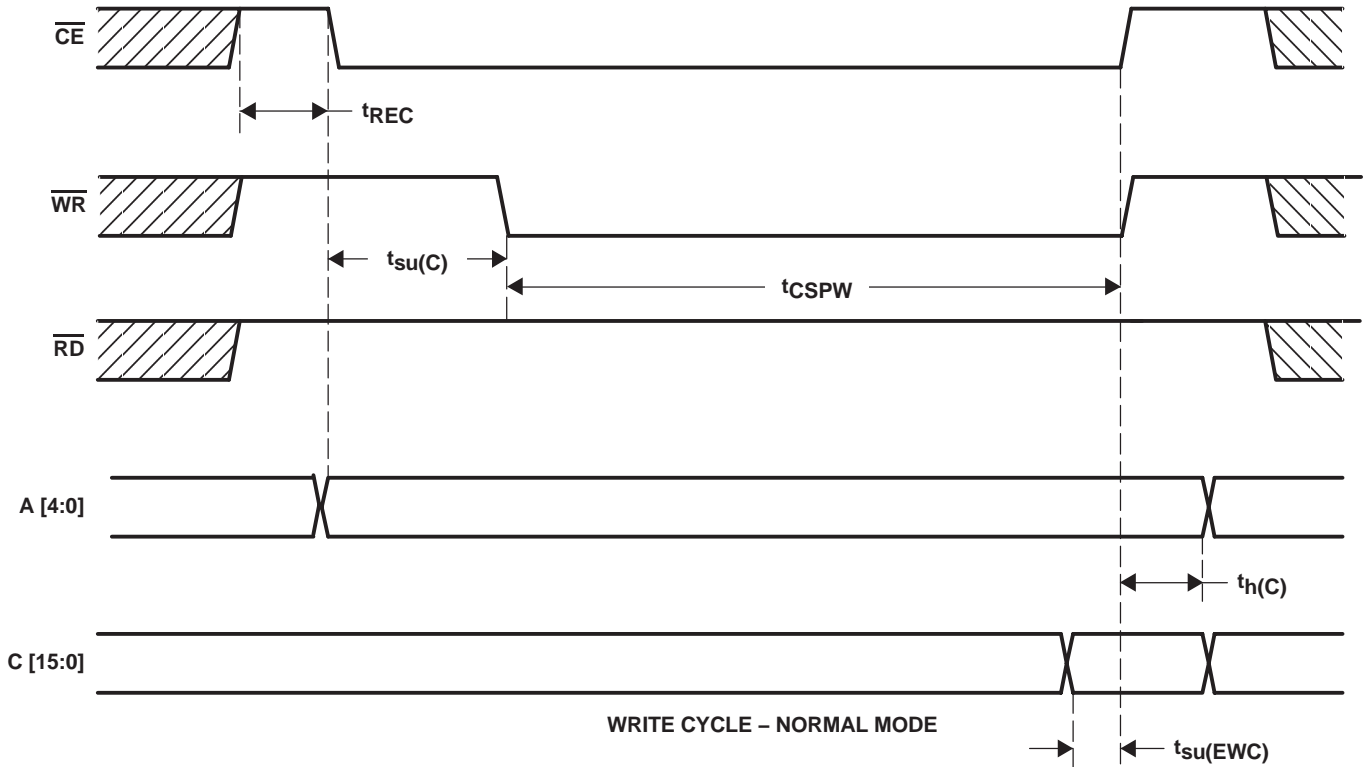 CE
tREC
WR
tsu(C)
tCSPW
RD
A [4:0]
th(C)
C [15:0]
WRITE CYCLE – NORMAL MODE
tsu(EWC)